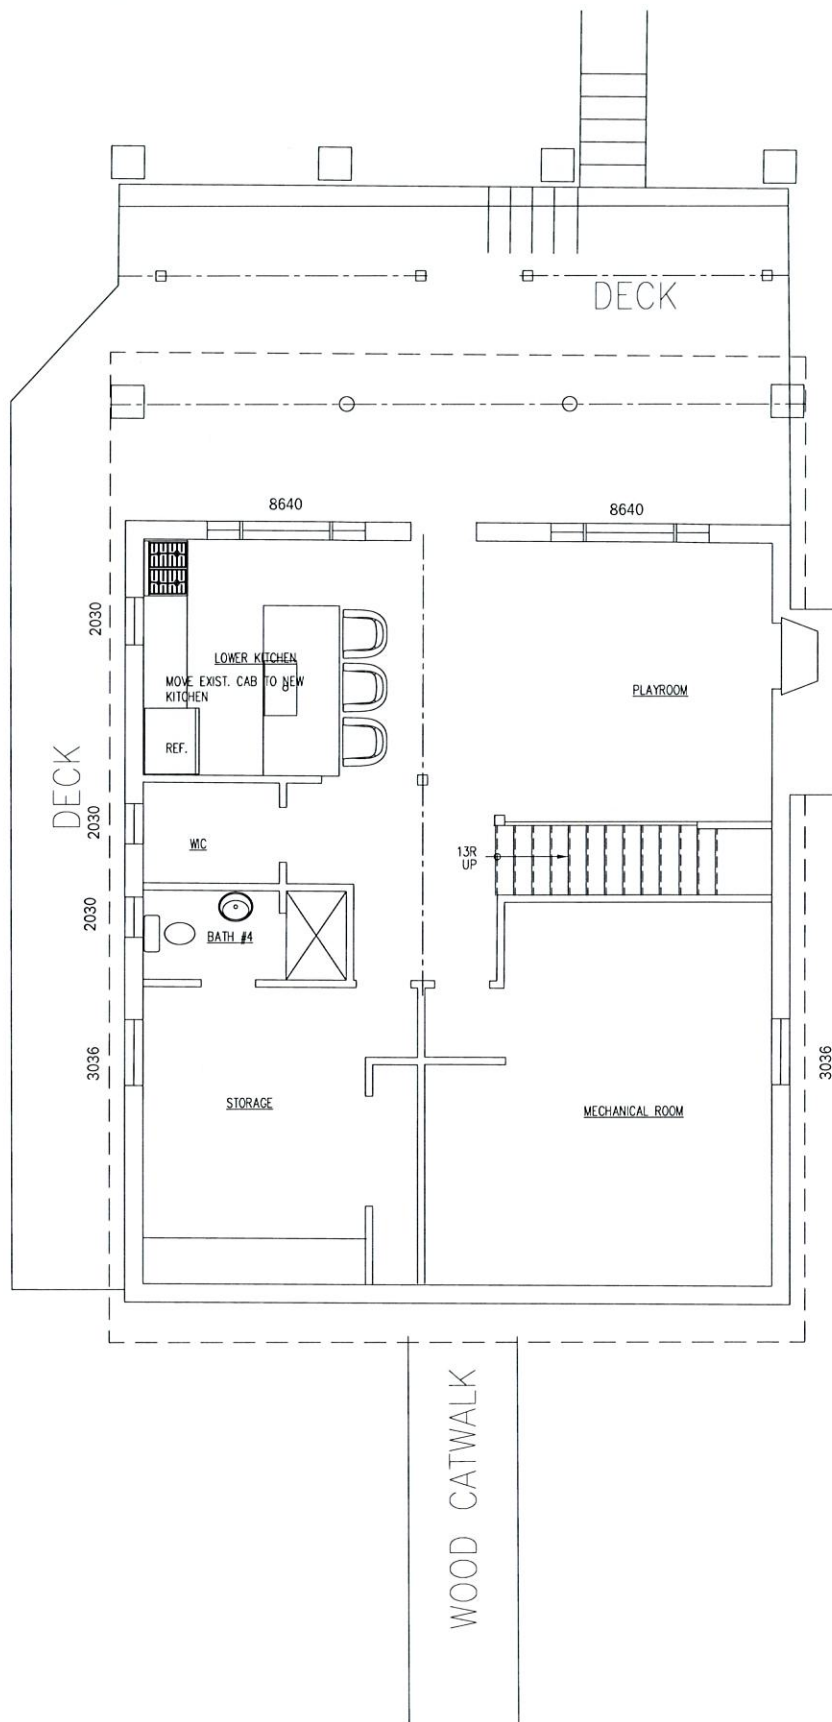 DECK
8640
8640
2030
LOWER KITCHEN
MOVE EXIST. CAB TO NEW
KITCHEN
PLAYROOM
REF.
DECK
2030
WIC
13R
UP
2030
BATH #4
3036
3036
STORAGE
MECHANICAL ROOM
WOOD CATWALK